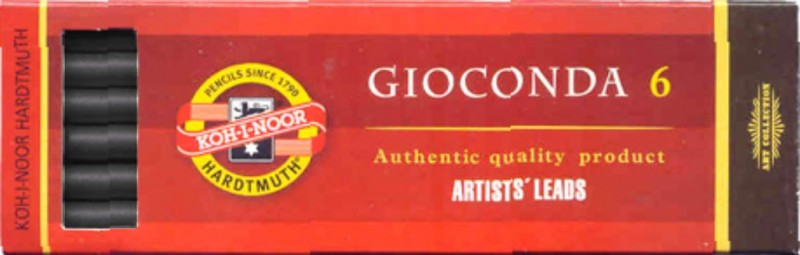 KOH-I-NOOR HARDTMUTH
PENCILS SINCE 1790
KOH-I-NOOR
HARDTMUTH®
GIOCONDA 6
Authentic quality product
ARTISTS' LEADS
ART COLLECTION